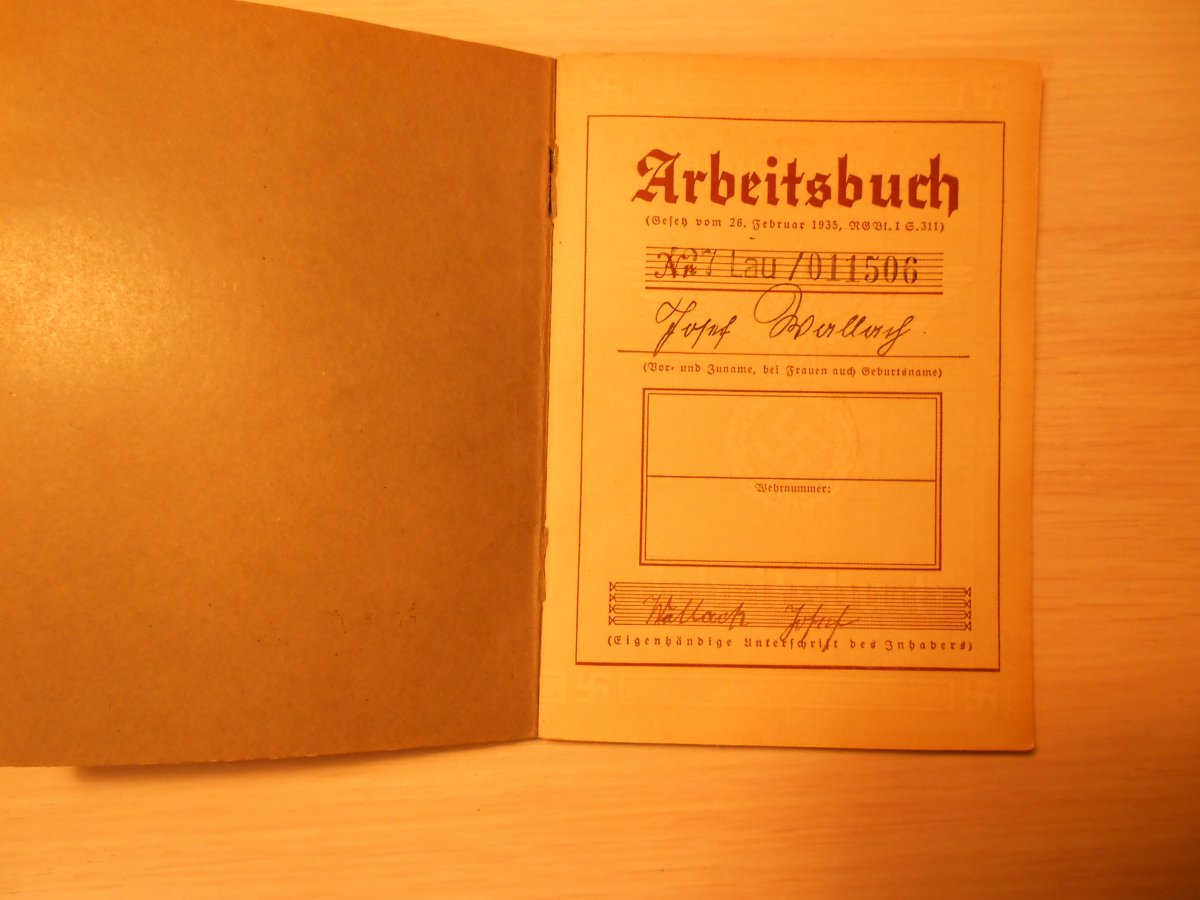 Arbeitsbuch
(Gesetz vom 26. Februar 1935, RGBl. I S.311)
Nr 7 Lau /011506
Josef Wallach
(Vor- und Zuname, bei Frauen auch Geburtsname)
Wehrnummer:
Wallach Josef
(Eigenhändige Unterschrift des Inhabers)